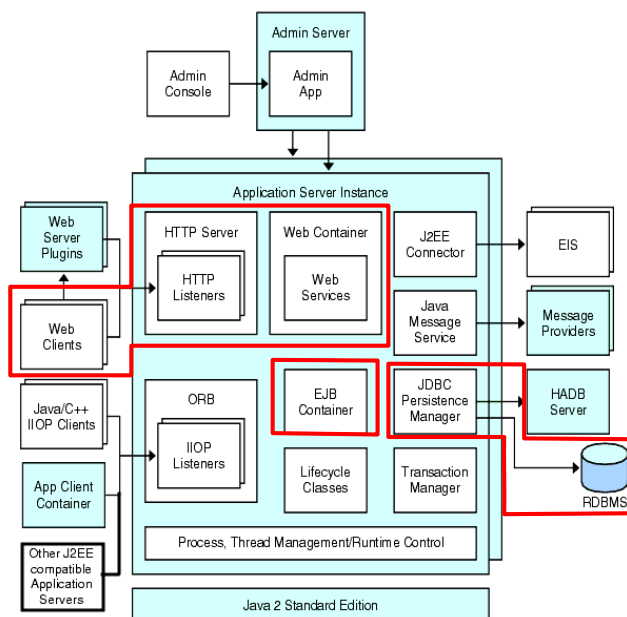 Admin Server
Admin
Console
Admin
App
Application Server Instance
Web
Server
Plugins
HTTP Server
HTTP
Listeners
Web Container
Web
Services
J2EE
Connector
EIS
Web
Clients
Java
Message
Service
Message
Providers
Java/C++
IIOP Clients
ORB
IIOP
Listeners
EJB
Container
JDBC
Persistence
Manager
HADB
Server
App Client
Container
Lifecycle
Classes
Transaction
Manager
RDBMS
Other J2EE
compatible
Application
Servers
Process, Thread Management/Runtime Control
Java 2 Standard Edition